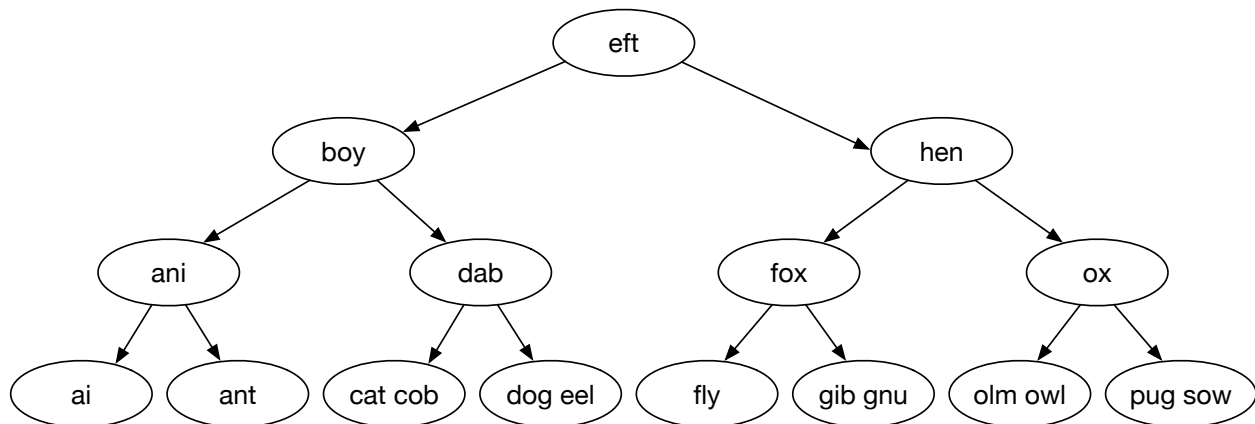 eft
boy
hen
ani
dab
fox
ox
ai
ant
cat cob
dog eel
fly
gib gnu
olm owl
pug sow